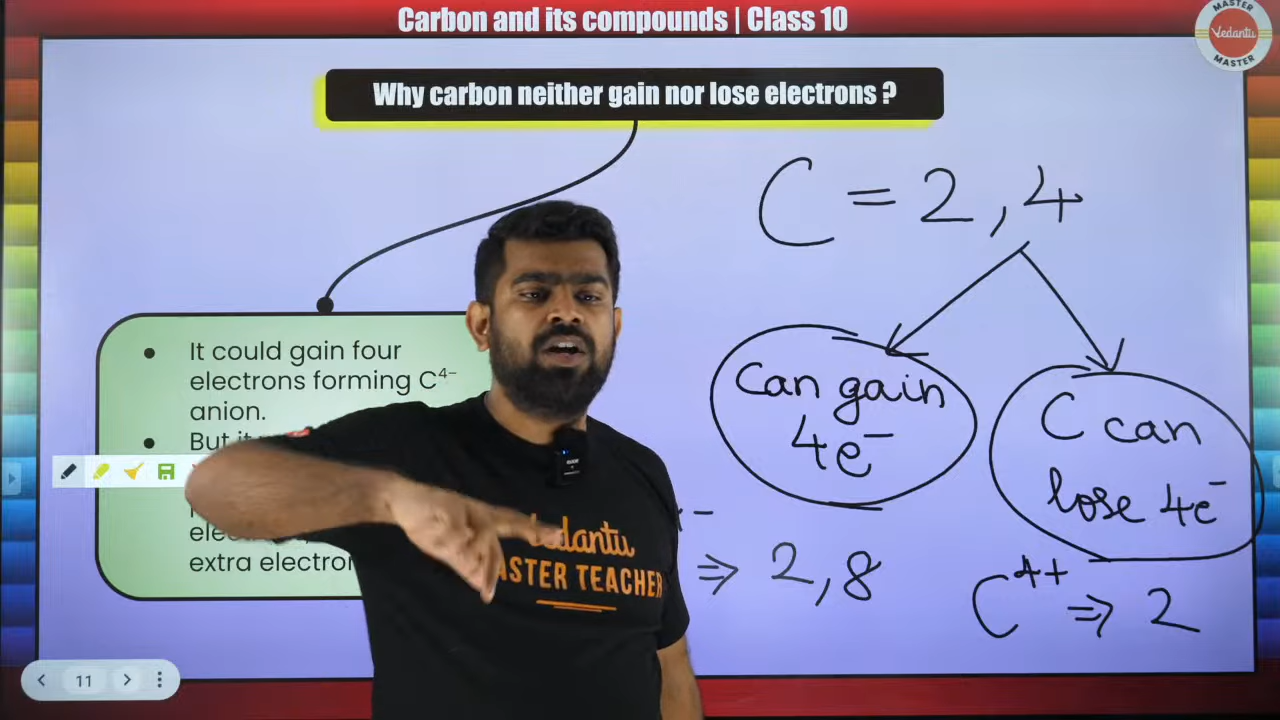 Carbon and its compounds | Class 10
MASTER
Vedantu
MASTER
Why carbon neither gain nor lose electrons ?
C = 2, 4
• It could gain four
electrons forming C⁴⁻
anion.
• But it
extra
Can gain
4e⁻
C can
lose 4e⁻
⇒ 2, 8
C⁴⁺ ⇒ 2
Vedantu
MASTER TEACHER
11